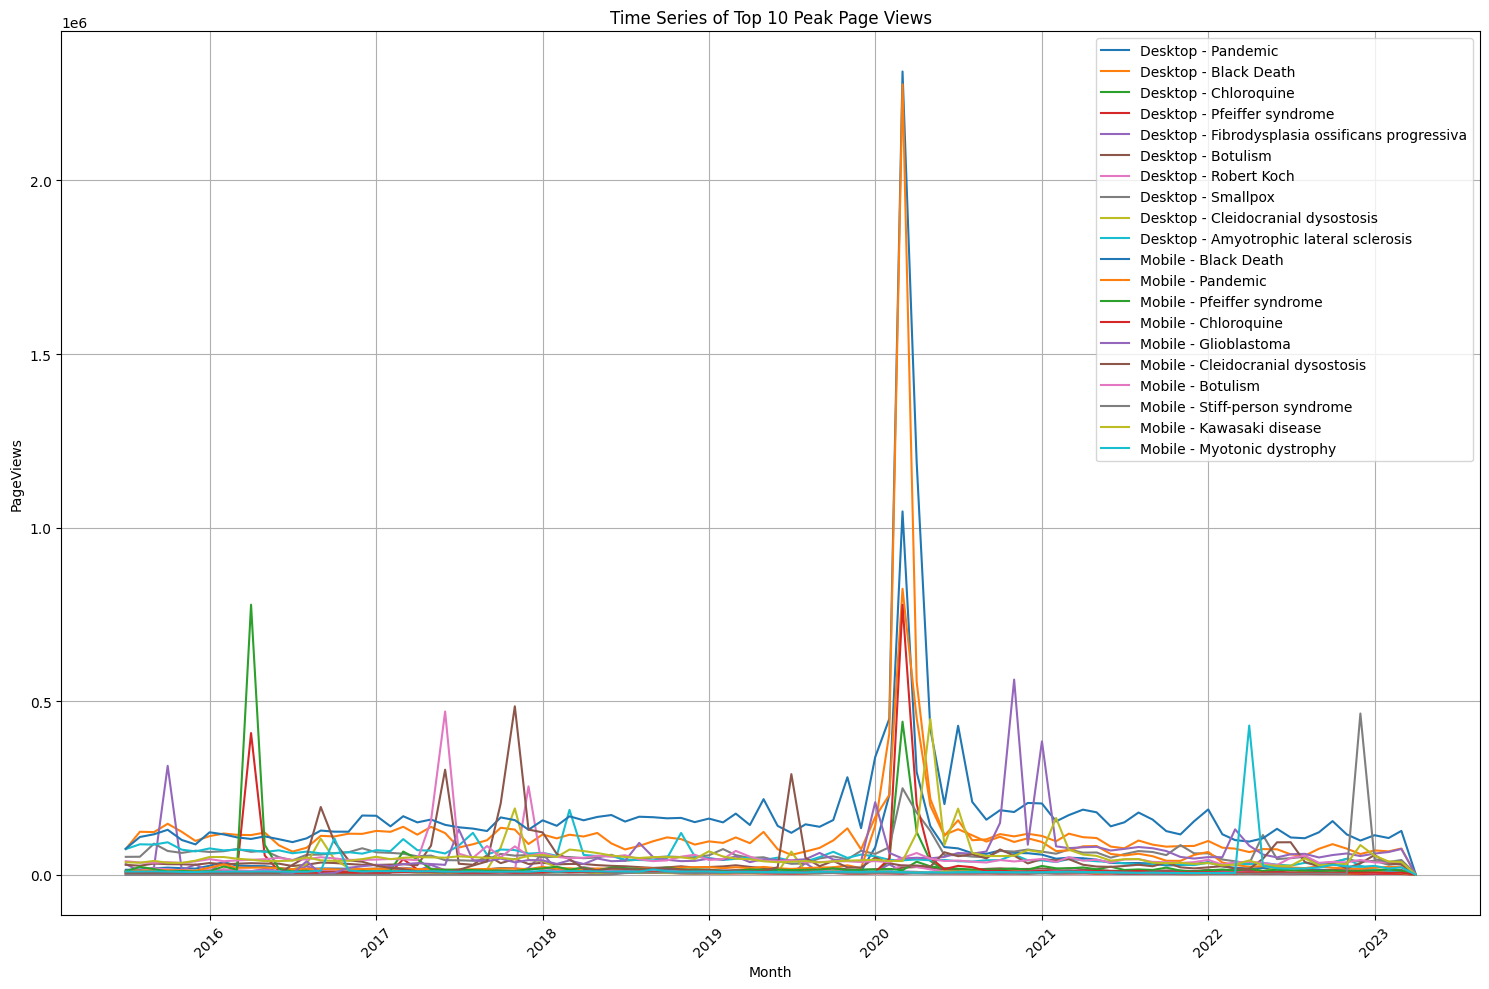 Time Series of Top 10 Peak Page Views
1e6
PageViews
2.0
1.5
1.0
0.5
0.0
Desktop - Pandemic
Desktop - Black Death
Desktop - Chloroquine
Desktop - Pfeiffer syndrome
Desktop - Fibrodysplasia ossificans progressiva
Desktop - Botulism
Desktop - Robert Koch
Desktop - Smallpox
Desktop - Cleidocranial dysostosis
Desktop - Amyotrophic lateral sclerosis
Mobile - Black Death
Mobile - Pandemic
Mobile - Pfeiffer syndrome
Mobile - Chloroquine
Mobile - Glioblastoma
Mobile - Cleidocranial dysostosis
Mobile - Botulism
Mobile - Stiff-person syndrome
Mobile - Kawasaki disease
Mobile - Myotonic dystrophy
2016 2017 2018 2019 2020 2021 2022 2023
Month